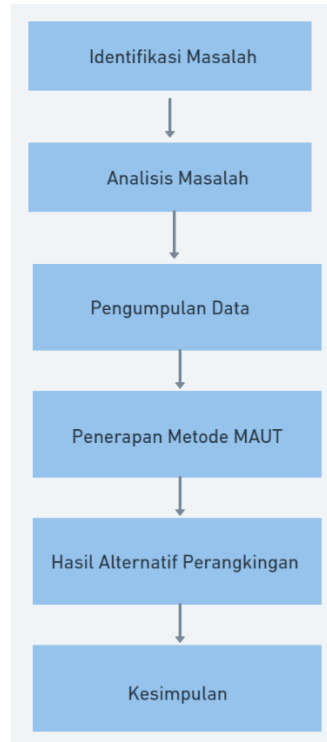 Identifikasi Masalah
Analisis Masalah
Pengumpulan Data
Penerapan Metode MAUT
Hasil Alternatif Perangkingan
Kesimpulan